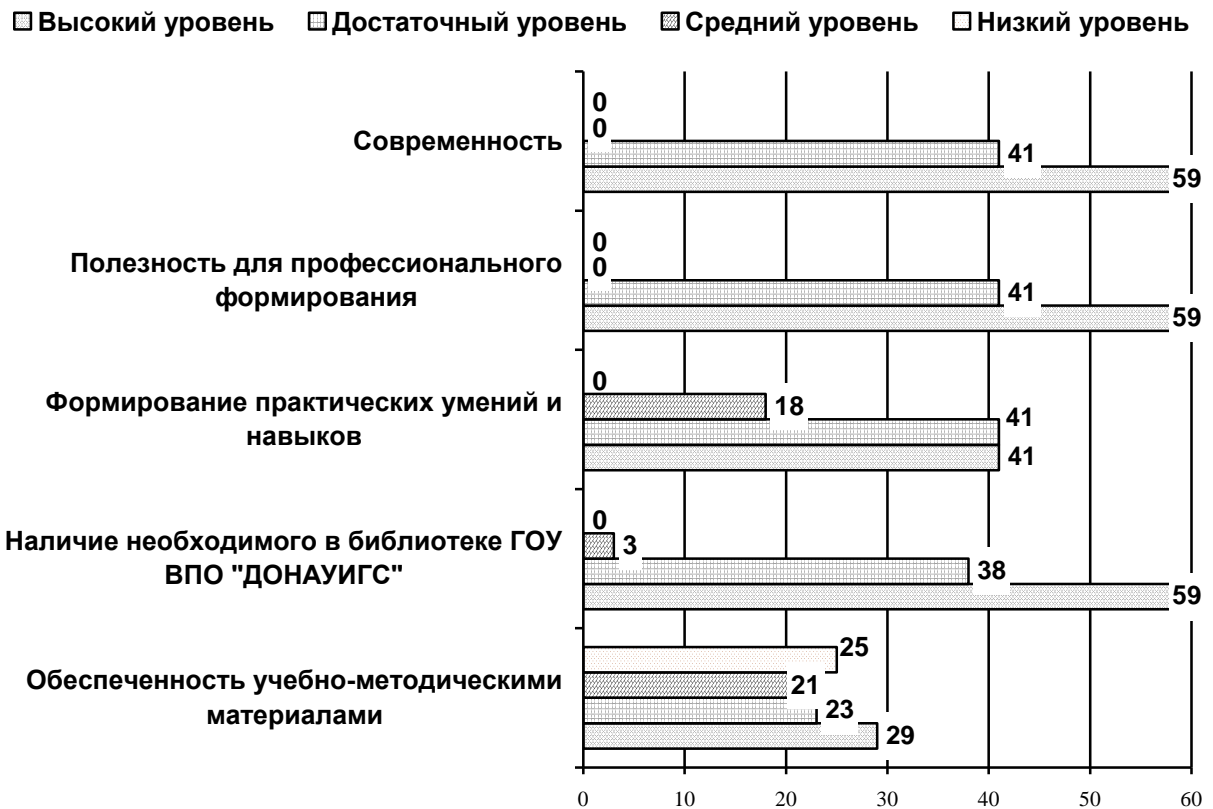 Высокий уровень Достаточный уровень Средний уровень Низкий уровень
0
0
Современность
41
59
0
0
Полезность для профессионального
формирования
41
59
0
Формирование практических умений и
навыков
18
41
41
0
Наличие необходимого в библиотеке ГОУ
ВПО "ДОНАУИГС"
3
38
59
25
Обеспеченность учебно-методическими
материалами
21
23
29
0 10 20 30 40 50 60